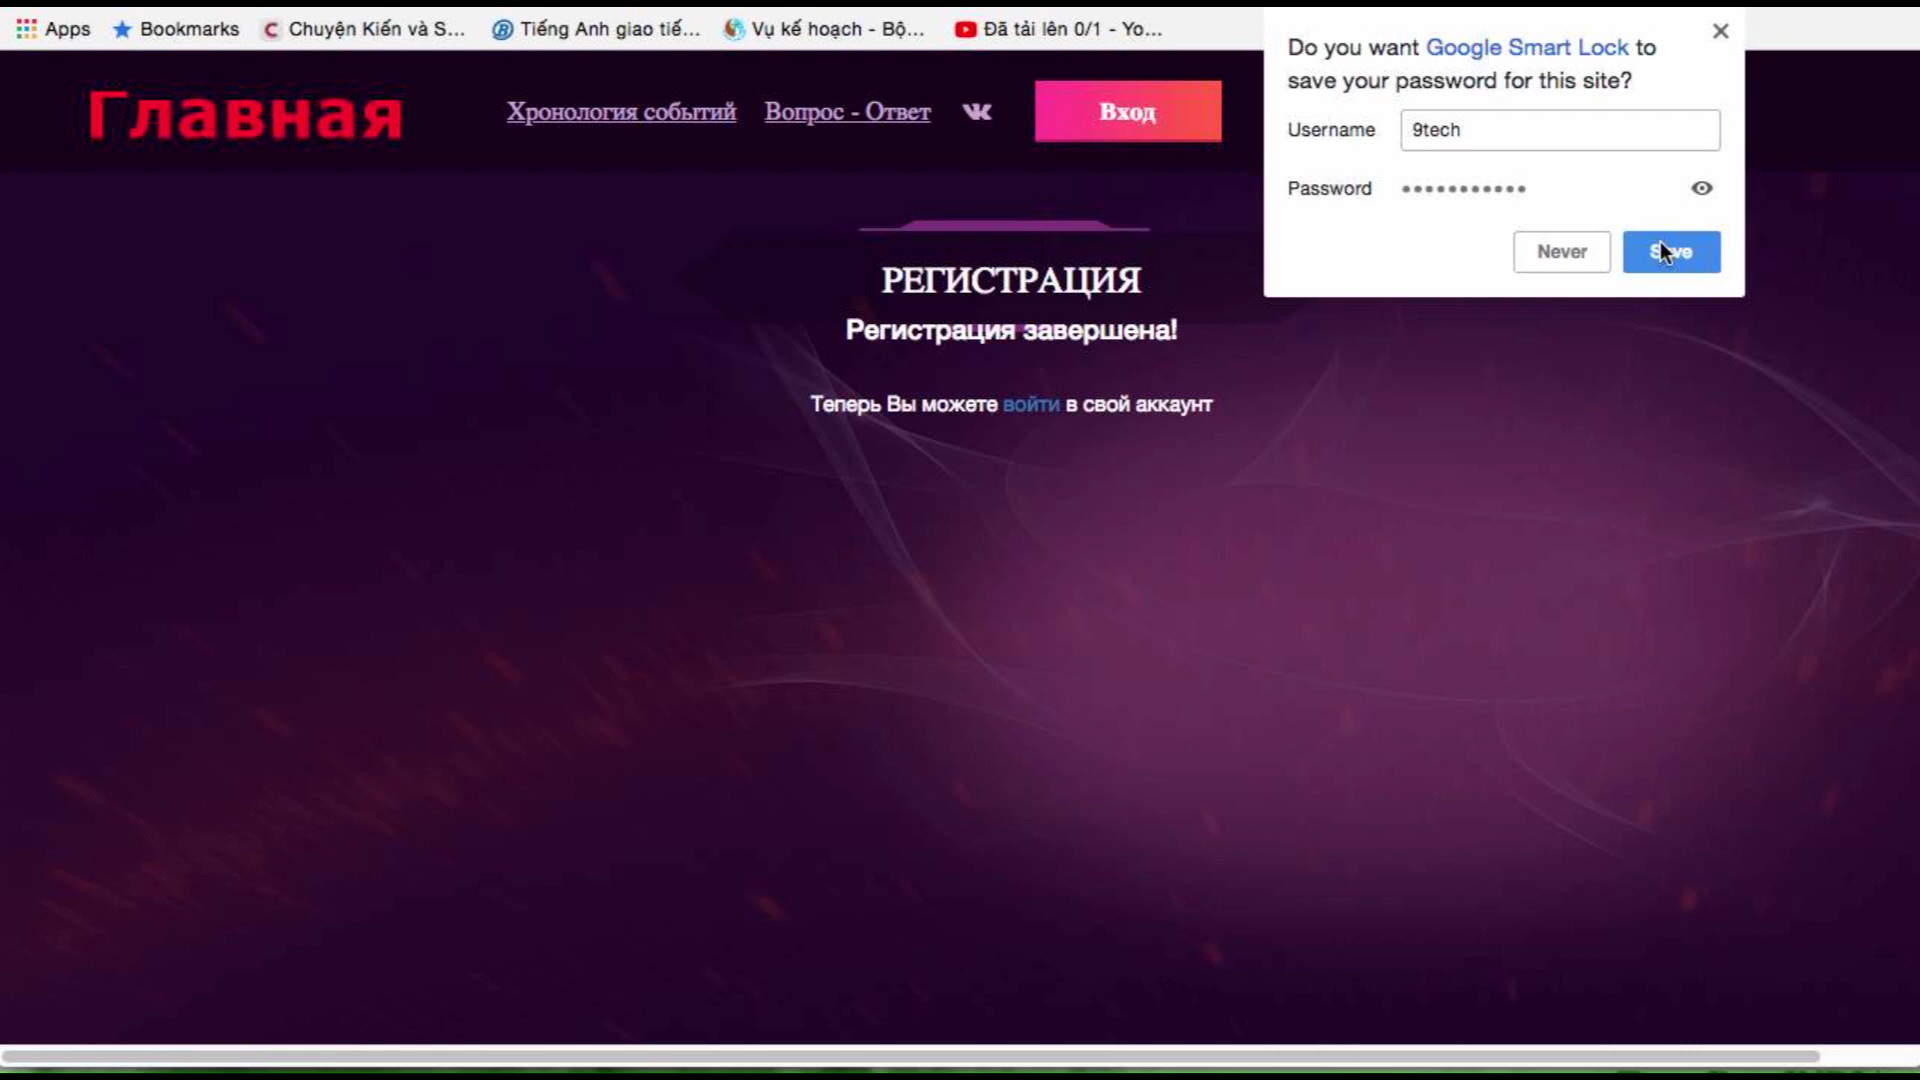 Apps Bookmarks Chuyện Kiến và S... Tiếng Anh giao tiế... Vụ kế hoạch - Bộ... Đã tải lên 0/1 - Yo...
Do you want Google Smart Lock to
save your password for this site?
Username 9tech
Password
Never
Главная Хронология событий Вопрос - Ответ Вход
РЕГИСТРАЦИЯ
Регистрация завершена!
Теперь Вы можете войти в свой аккаунт